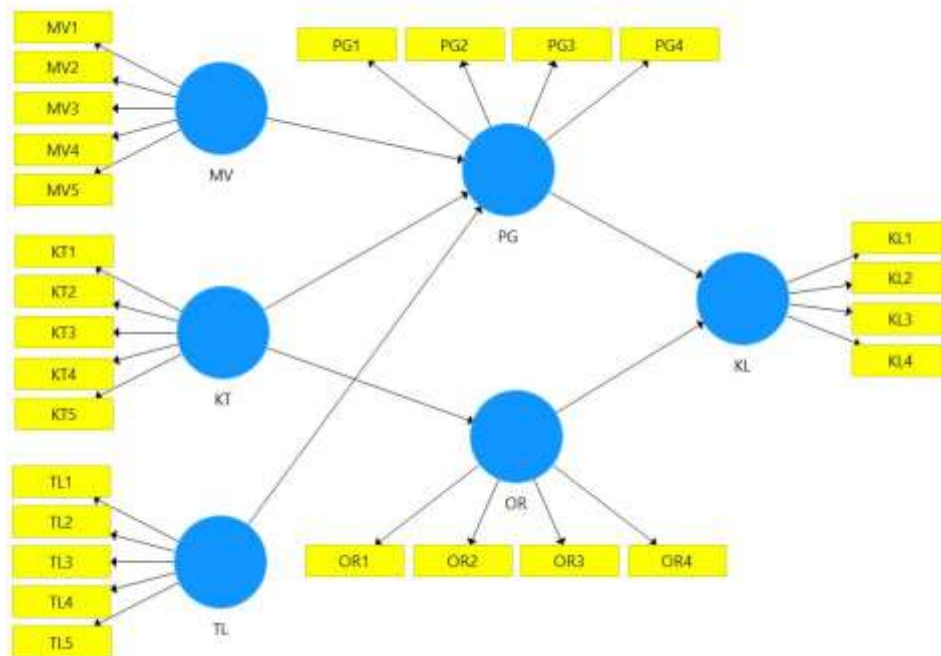 MV1
MV2
MV3
MV4
MV5
MV
PG1
PG2
PG3
PG4
PG
KT1
KT2
KT3
KT4
KT5
KT
KL1
KL2
KL3
KL4
KL
TL1
TL2
TL3
TL4
TL5
TL
OR
OR1
OR2
OR3
OR4